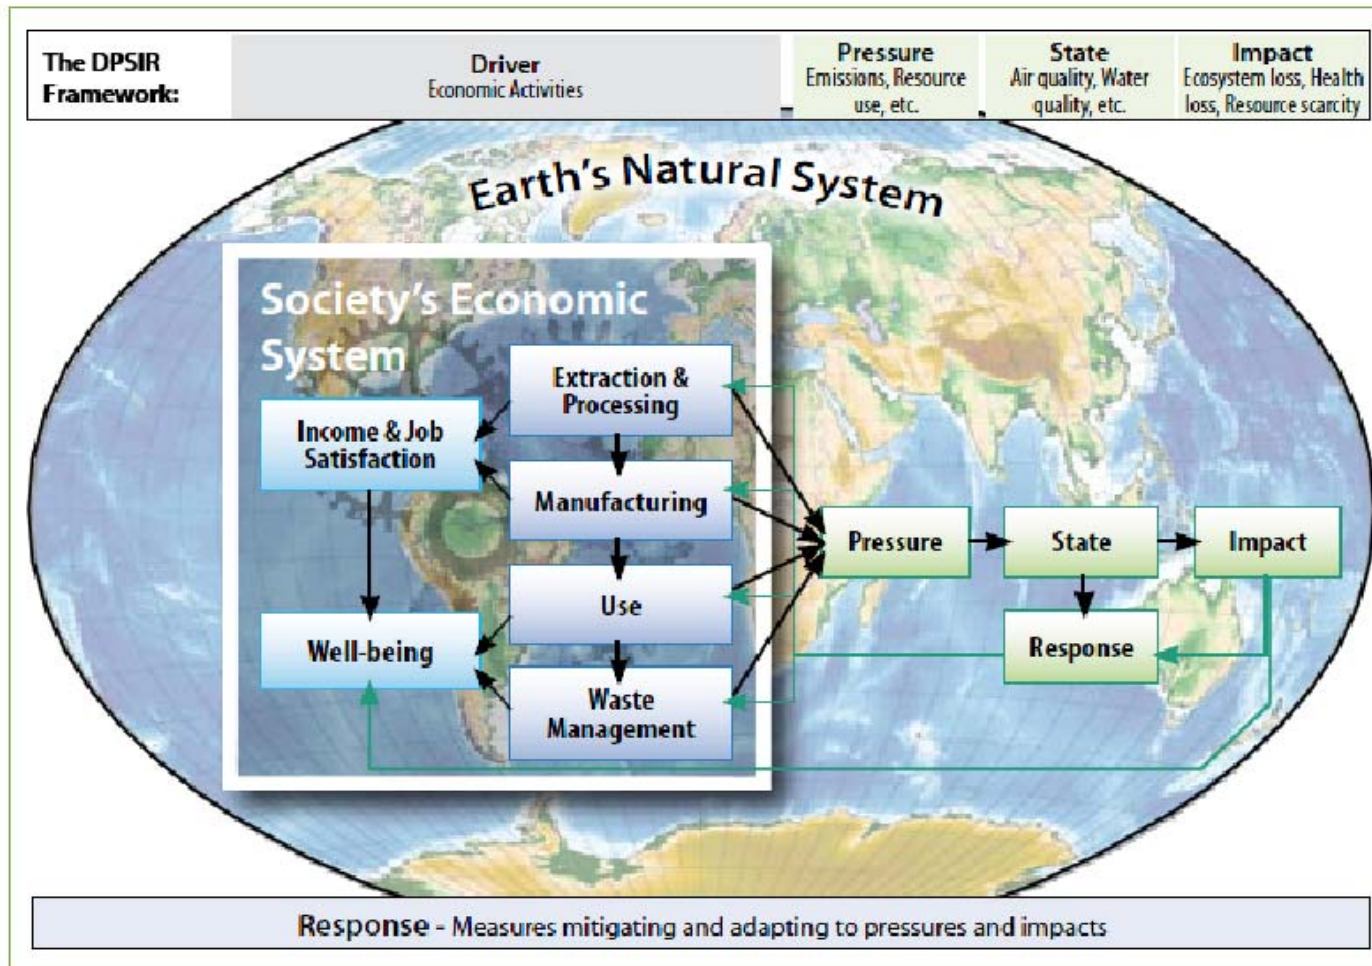 The DPSIR
Framework:
Driver
Economic Activities
Pressure
Emissions, Resource
use, etc.
State
Air quality, Water
quality, etc.
Impact
Ecosystem loss, Health
loss, Resource scarcity
Earth's Natural System
Society's Economic
System
Extraction &
Processing
Income & Job
Satisfaction
Manufacturing
Pressure
State
Impact
Use
Well-being
Response
Waste
Management
Response - Measures mitigating and adapting to pressures and impacts